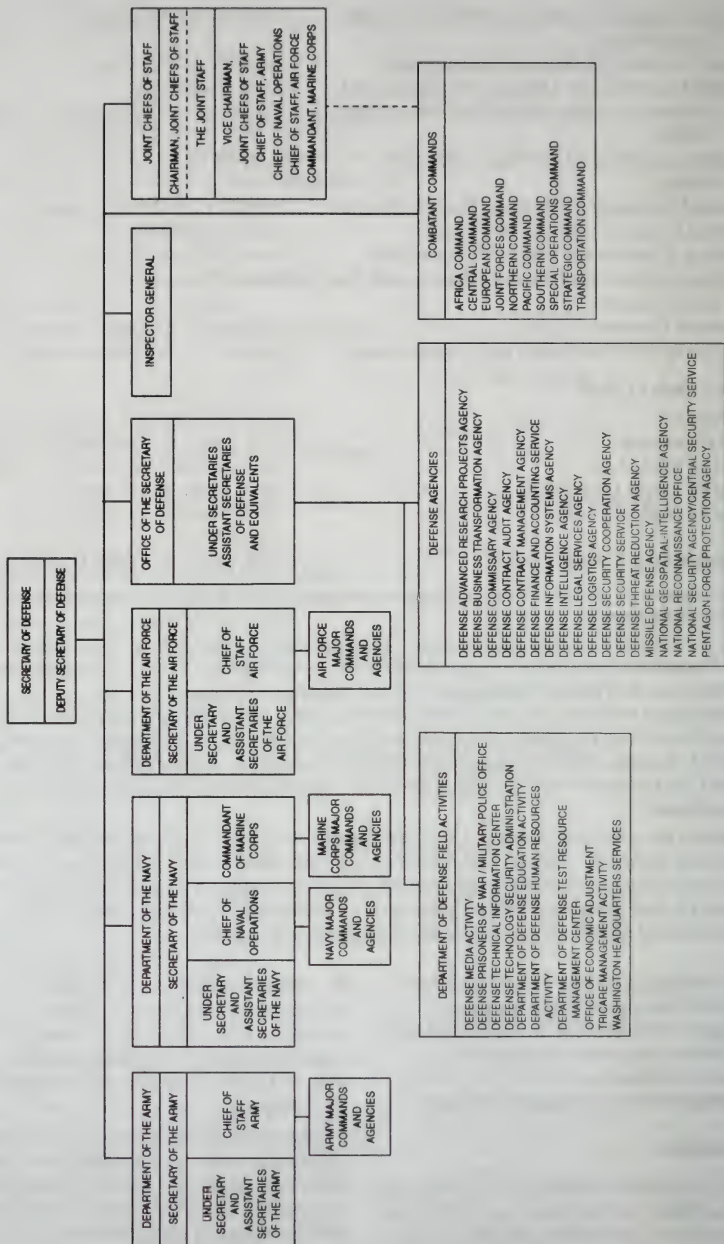 SECRETARY OF DEFENSE
DEPUTY SECRETARY OF DEFENSE
DEPARTMENT OF THE ARMY
SECRETARY OF THE ARMY
UNDER
SECRETARY
AND
ASSISTANT
SECRETARIES
OF THE ARMY
CHIEF OF
STAFF
ARMY
ARMY MAJOR
COMMANDS
AND
AGENCIES
DEPARTMENT OF THE NAVY
SECRETARY OF THE NAVY
UNDER
SECRETARY
AND
ASSISTANT
SECRETARIES
OF THE NAVY
CHIEF OF
NAVAL
OPERATIONS
COMMANDANT
OF MARINE
CORPS
NAVY MAJOR
COMMANDS
AND
AGENCIES
MARINE
CORPS MAJOR
COMMANDS
AND
AGENCIES
DEPARTMENT OF THE AIR FORCE
SECRETARY OF THE AIR FORCE
UNDER
SECRETARY
AND
ASSISTANT
SECRETARIES
OF THE
AIR FORCE
CHIEF OF
STAFF
AIR FORCE
AIR FORCE
MAJOR
COMMANDS
AND
AGENCIES
OFFICE OF THE SECRETARY
OF DEFENSE
UNDER SECRETARIES
ASSISTANT SECRETARIES
OF DEFENSE
AND EQUIVALENTS
INSPECTOR GENERAL
JOINT CHIEFS OF STAFF
CHAIRMAN, JOINT CHIEFS OF STAFF
THE JOINT STAFF
VICE CHAIRMAN,
JOINT CHIEFS OF STAFF
CHIEF OF STAFF, ARMY
CHIEF OF NAVAL OPERATIONS
CHIEF OF STAFF, AIR FORCE
COMMANDANT, MARINE CORPS
DEPARTMENT OF DEFENSE FIELD ACTIVITIES
DEFENSE MEDIA ACTIVITY
DEFENSE PRISONERS OF WAR / MILITARY POLICE OFFICE
DEFENSE TECHNICAL INFORMATION CENTER
DEFENSE TECHNOLOGY SECURITY ADMINISTRATION
DEPARTMENT OF DEFENSE EDUCATION ACTIVITY
DEPARTMENT OF DEFENSE HUMAN RESOURCES
ACTIVITY
DEPARTMENT OF DEFENSE TEST RESOURCE
MANAGEMENT CENTER
OFFICE OF ECONOMIC ADJUSTMENT
TRICARE MANAGEMENT ACTIVITY
WASHINGTON HEADQUARTERS SERVICES
DEFENSE AGENCIES
DEFENSE ADVANCED RESEARCH PROJECTS AGENCY
DEFENSE BUSINESS TRANSFORMATION AGENCY
DEFENSE COMMISSARY AGENCY
DEFENSE CONTRACT AUDIT AGENCY
DEFENSE CONTRACT MANAGEMENT AGENCY
DEFENSE FINANCE AND ACCOUNTING SERVICE
DEFENSE INFORMATION SYSTEMS AGENCY
DEFENSE INTELLIGENCE AGENCY
DEFENSE LEGAL SERVICES AGENCY
DEFENSE LOGISTICS AGENCY
DEFENSE SECURITY COOPERATION AGENCY
DEFENSE SECURITY SERVICE
DEFENSE THREAT REDUCTION AGENCY
MISSILE DEFENSE AGENCY
NATIONAL GEOSPATIAL-INTELLIGENCE AGENCY
NATIONAL RECONNAISSANCE OFFICE
NATIONAL SECURITY AGENCY/CENTRAL SECURITY SERVICE
PENTAGON FORCE PROTECTION AGENCY
COMBATANT COMMANDS
AFRICA COMMAND
CENTRAL COMMAND
EUROPEAN COMMAND
JOINT FORCES COMMAND
NORTHERN COMMAND
PACIFIC COMMAND
SOUTHERN COMMAND
SPECIAL OPERATIONS COMMAND
STRATEGIC COMMAND
TRANSPORTATION COMMAND